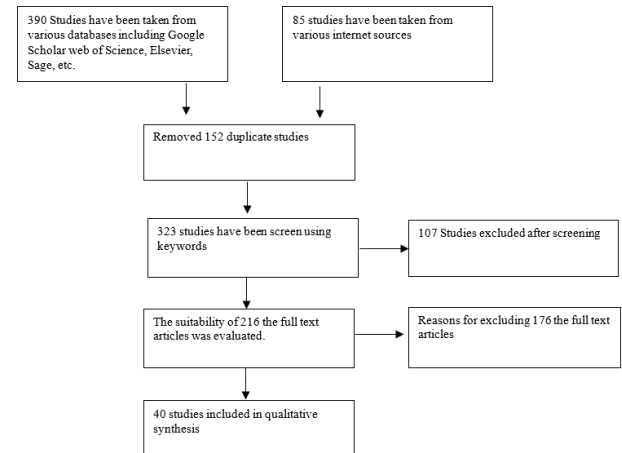 390 Studies have been taken from
various databases including Google
Scholar web of Science, Elsevier,
Sage, etc.
85 studies have been taken from
various internet sources
Removed 152 duplicate studies
323 studies have been screen using
keywords
107 Studies excluded after screening
The suitability of 216 the full text
articles was evaluated.
Reasons for excluding 176 the full text
articles
40 studies included in qualitative
synthesis